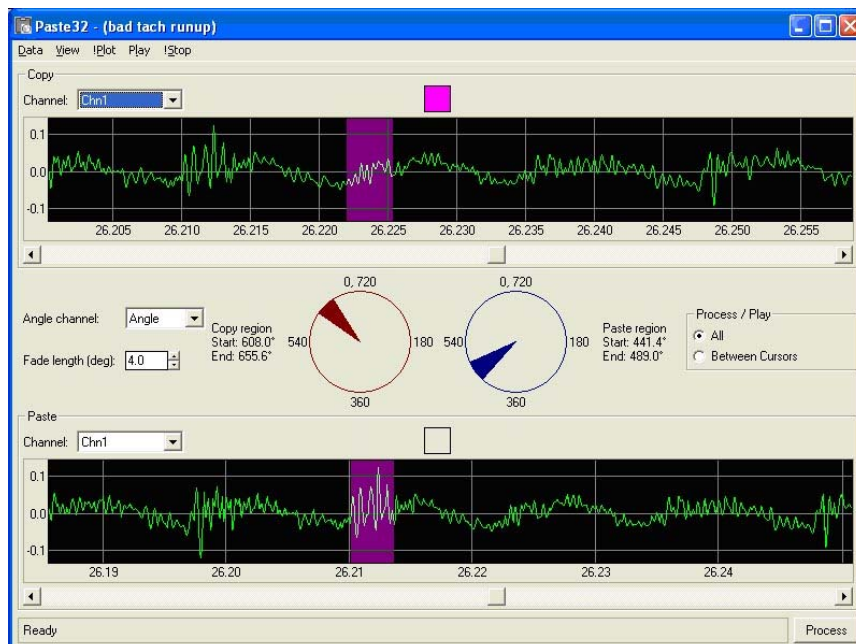 Paste32 - (bad tach runup)
Data View !Plot Play !Stop
Copy
Channel: Chn1
0.1
0.0
-0.1
26.205 26.210 26.215 26.220 26.225 26.230 26.235 26.240 26.245 26.250 26.255
Angle channel: Angle
Fade length (deg): 4.0
Copy region
Start: 608.0°
End: 655.6°
0, 720
540 180
360
0, 720
540 180
360
Paste region
Start: 441.4°
End: 489.0°
Process / Play
All
Between Cursors
Paste
Channel: Chn1
0.1
0.0
-0.1
26.19 26.20 26.21 26.22 26.23 26.24
Ready Process